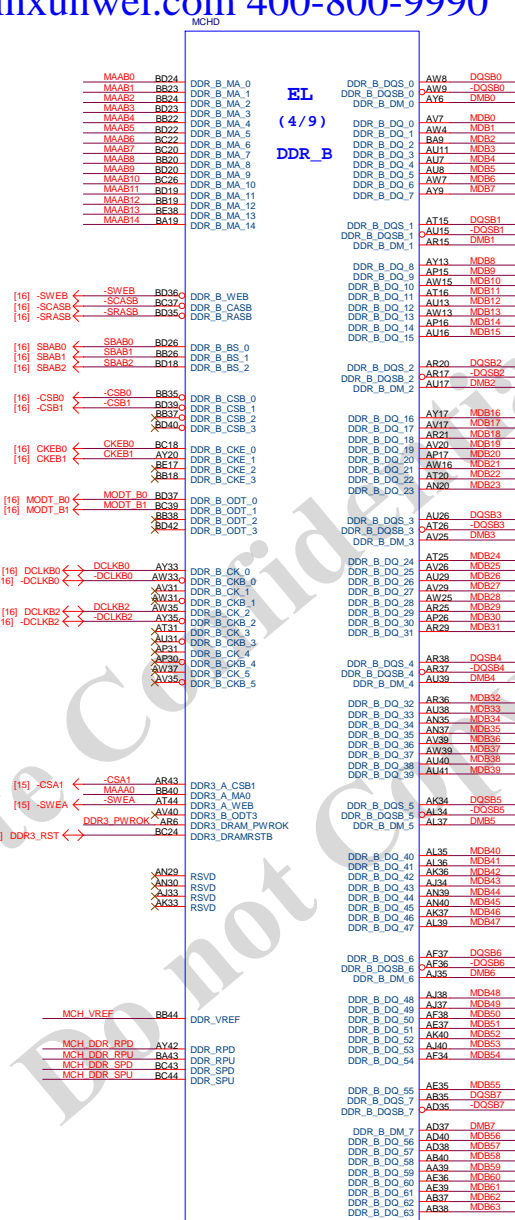 nxunwei.com 400-800-9990
MCHD
EL
(4/9)
DDR_B
MAAB0 BD24 DDR_B_MA_0
MAAB1 BB23 DDR_B_MA_1
MAAB2 BB24 DDR_B_MA_2
MAAB3 BD23 DDR_B_MA_3
MAAB4 BB22 DDR_B_MA_4
MAAB5 BD22 DDR_B_MA_5
MAAB6 BC22 DDR_B_MA_6
MAAB7 BC20 DDR_B_MA_7
MAAB8 BB20 DDR_B_MA_8
MAAB9 BD20 DDR_B_MA_9
MAAB10 BC26 DDR_B_MA_10
MAAB11 BD19 DDR_B_MA_11
MAAB12 BB19 DDR_B_MA_12
MAAB13 BE38 DDR_B_MA_13
MAAB14 BA19 DDR_B_MA_14
[16] -SWEB -SWEB BD36 DDR_B_WEB
[16] -SCASB -SCASB BC37 DDR_B_CASB
[16] -SRASB -SRASB BD35 DDR_B_RASB
[16] SBAB0 SBAB0 BD26 DDR_B_BS_0
[16] SBAB1 SBAB1 BB26 DDR_B_BS_1
[16] SBAB2 SBAB2 BD18 DDR_B_BS_2
[16] -CSB0 -CSB0 BB35 DDR_B_CSB_0
[16] -CSB1 -CSB1 BD39 DDR_B_CSB_1
BB37 DDR_B_CSB_2
BD40 DDR_B_CSB_3
[16] CKEB0 CKEB0 BC18 DDR_B_CKE_0
[16] CKEB1 CKEB1 AY20 DDR_B_CKE_1
BE17 DDR_B_CKE_2
BB18 DDR_B_CKE_3
[16] MODT_B0 MODT_B0 BD37 DDR_B_ODT_0
[16] MODT_B1 MODT_B1 BC39 DDR_B_ODT_1
BB38 DDR_B_ODT_2
BD42 DDR_B_ODT_3
[16] DCLKB0 DCLKB0 AY33 DDR_B_CK_0
[16] -DCLKB0 -DCLKB0 AW33 DDR_B_CKB_0
AV31 DDR_B_CK_1
AW31 DDR_B_CKB_1
[16] DCLKB2 DCLKB2 AW35 DDR_B_CK_2
[16] -DCLKB2 -DCLKB2 AY35 DDR_B_CKB_2
AT31 DDR_B_CK_3
AU31 DDR_B_CKB_3
AP31 DDR_B_CK_4
AP30 DDR_B_CKB_4
AW37 DDR_B_CK_5
AV35 DDR_B_CKB_5
[15] -CSA1 -CSA1 AR43 DDR3_A_CSB1
MAAA0 BB40 DDR3_A_MA0
[15] -SWEA -SWEA AT44 DDR3_A_WEB
AV40 DDR3_B_ODT3
DDR3_PWROK AR6 DDR3_DRAM_PWROK
] DDR3_RST BC24 DDR3_DRAMRSTB
AN29 RSVD
AN30 RSVD
AJ33 RSVD
AK33 RSVD
MCH_VREF BB44 DDR_VREF
MCH_DDR_RPD AY42 DDR_RPD
MCH_DDR_RPU BA43 DDR_RPU
MCH_DDR_SPD BC43 DDR_SPD
MCH_DDR_SPU BC44 DDR_SPU
DDR_B_DQS_0 AW8 DQSB0
DDR_B_DQSB_0 AW9 -DQSB0
DDR_B_DM_0 AY6 DMB0
DDR_B_DQ_0 AV7 MDB0
DDR_B_DQ_1 AW4 MDB1
DDR_B_DQ_2 BA9 MDB2
DDR_B_DQ_3 AU11 MDB3
DDR_B_DQ_4 AU7 MDB4
DDR_B_DQ_5 AU8 MDB5
DDR_B_DQ_6 AW7 MDB6
DDR_B_DQ_7 AY9 MDB7
DDR_B_DQS_1 AT15 DQSB1
DDR_B_DQSB_1 AU15 -DQSB1
DDR_B_DM_1 AR15 DMB1
DDR_B_DQ_8 AY13 MDB8
DDR_B_DQ_9 AP15 MDB9
DDR_B_DQ_10 AW15 MDB10
DDR_B_DQ_11 AT16 MDB11
DDR_B_DQ_12 AU13 MDB12
DDR_B_DQ_13 AW13 MDB13
DDR_B_DQ_14 AP16 MDB14
DDR_B_DQ_15 AU16 MDB15
DDR_B_DQS_2 AR20 DQSB2
DDR_B_DQSB_2 AR17 -DQSB2
DDR_B_DM_2 AU17 DMB2
DDR_B_DQ_16 AY17 MDB16
DDR_B_DQ_17 AV17 MDB17
DDR_B_DQ_18 AR21 MDB18
DDR_B_DQ_19 AV20 MDB19
DDR_B_DQ_20 AP17 MDB20
DDR_B_DQ_21 AW16 MDB21
DDR_B_DQ_22 AT20 MDB22
DDR_B_DQ_23 AN20 MDB23
DDR_B_DQS_3 AU26 DQSB3
DDR_B_DQSB_3 AT26 -DQSB3
DDR_B_DM_3 AV25 DMB3
DDR_B_DQ_24 AT25 MDB24
DDR_B_DQ_25 AV26 MDB25
DDR_B_DQ_26 AU29 MDB26
DDR_B_DQ_27 AV29 MDB27
DDR_B_DQ_28 AW25 MDB28
DDR_B_DQ_29 AR25 MDB29
DDR_B_DQ_30 AP26 MDB30
DDR_B_DQ_31 AR29 MDB31
DDR_B_DQS_4 AR38 DQSB4
DDR_B_DQSB_4 AR37 -DQSB4
DDR_B_DM_4 AU39 DMB4
DDR_B_DQ_32 AR36 MDB32
DDR_B_DQ_33 AU38 MDB33
DDR_B_DQ_34 AN35 MDB34
DDR_B_DQ_35 AN37 MDB35
DDR_B_DQ_36 AV39 MDB36
DDR_B_DQ_37 AW39 MDB37
DDR_B_DQ_38 AU40 MDB38
DDR_B_DQ_39 AU41 MDB39
DDR_B_DQS_5 AK34 DQSB5
DDR_B_DQSB_5 AL34 -DQSB5
DDR_B_DM_5 AL37 DMB5
DDR_B_DQ_40 AL35 MDB40
DDR_B_DQ_41 AL36 MDB41
DDR_B_DQ_42 AK36 MDB42
DDR_B_DQ_43 AJ34 MDB43
DDR_B_DQ_44 AN39 MDB44
DDR_B_DQ_45 AN40 MDB45
DDR_B_DQ_46 AK37 MDB46
DDR_B_DQ_47 AL39 MDB47
DDR_B_DQS_6 AF37 DQSB6
DDR_B_DQSB_6 AF36 -DQSB6
DDR_B_DM_6 AJ35 DMB6
DDR_B_DQ_48 AJ38 MDB48
DDR_B_DQ_49 AJ37 MDB49
DDR_B_DQ_50 AF38 MDB50
DDR_B_DQ_51 AE37 MDB51
DDR_B_DQ_52 AK40 MDB52
DDR_B_DQ_53 AJ40 MDB53
DDR_B_DQ_54 AF34 MDB54
DDR_B_DQ_55 AE35 MDB55
DDR_B_DQS_7 AB35 DQSB7
DDR_B_DQSB_7 AD35 -DQSB7
DDR_B_DM_7 AD37 DMB7
DDR_B_DQ_56 AD40 MDB56
DDR_B_DQ_57 AD38 MDB57
DDR_B_DQ_58 AB40 MDB58
DDR_B_DQ_59 AA39 MDB59
DDR_B_DQ_60 AE36 MDB60
DDR_B_DQ_61 AE39 MDB61
DDR_B_DQ_62 AB37 MDB62
DDR_B_DQ_63 AB38 MDB63
te Confidential
Do not Copy